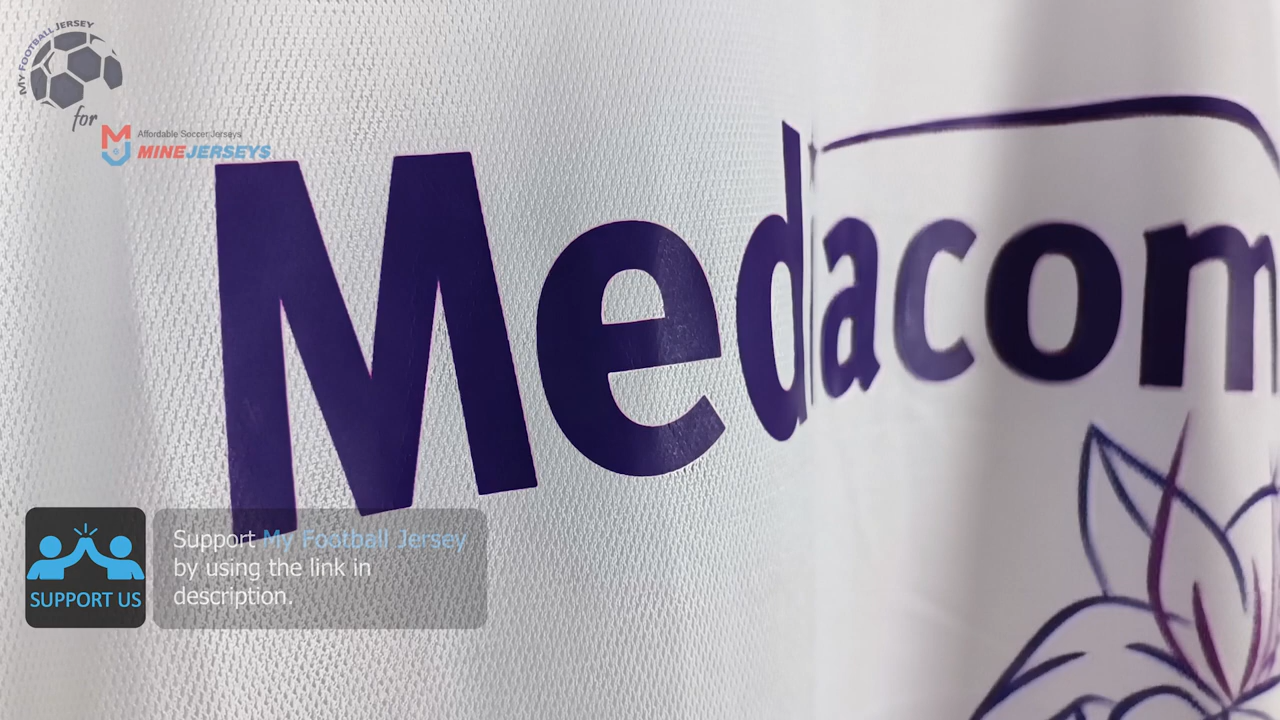 MY FOOTBALL JERSEY
for
Affordable Soccer Jerseys
MINEJERSEYS
Medacom
Support My Football Jersey
by using the link in
description.
SUPPORT US